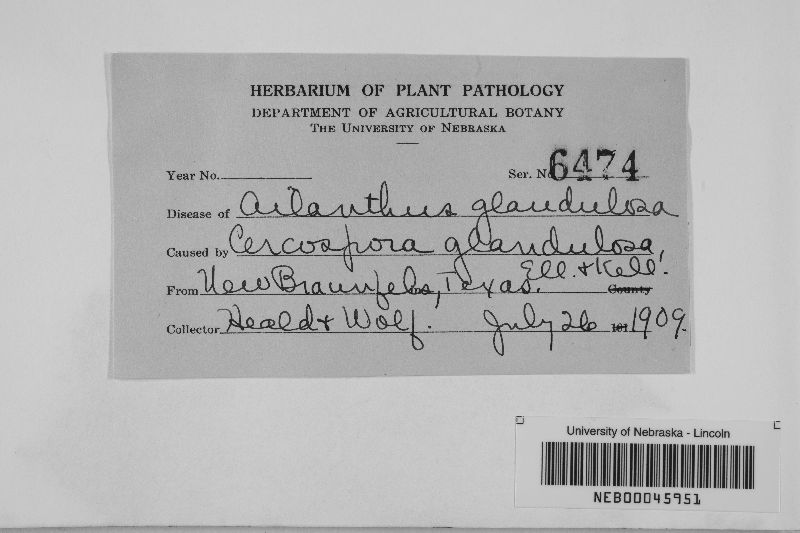 HERBARIUM OF PLANT PATHOLOGY
DEPARTMENT OF AGRICULTURAL BOTANY
THE UNIVERSITY OF NEBRASKA
Year No.
Ser. No 6474
Disease of Ailanthus glandulosa
Caused by Cercospora glandulosa,
Ell. & Kell.
From New Braunfels, Texas. County
Collector Heald & Wolf. July 26 191 1909.
University of Nebraska - Lincoln
NEB00045951